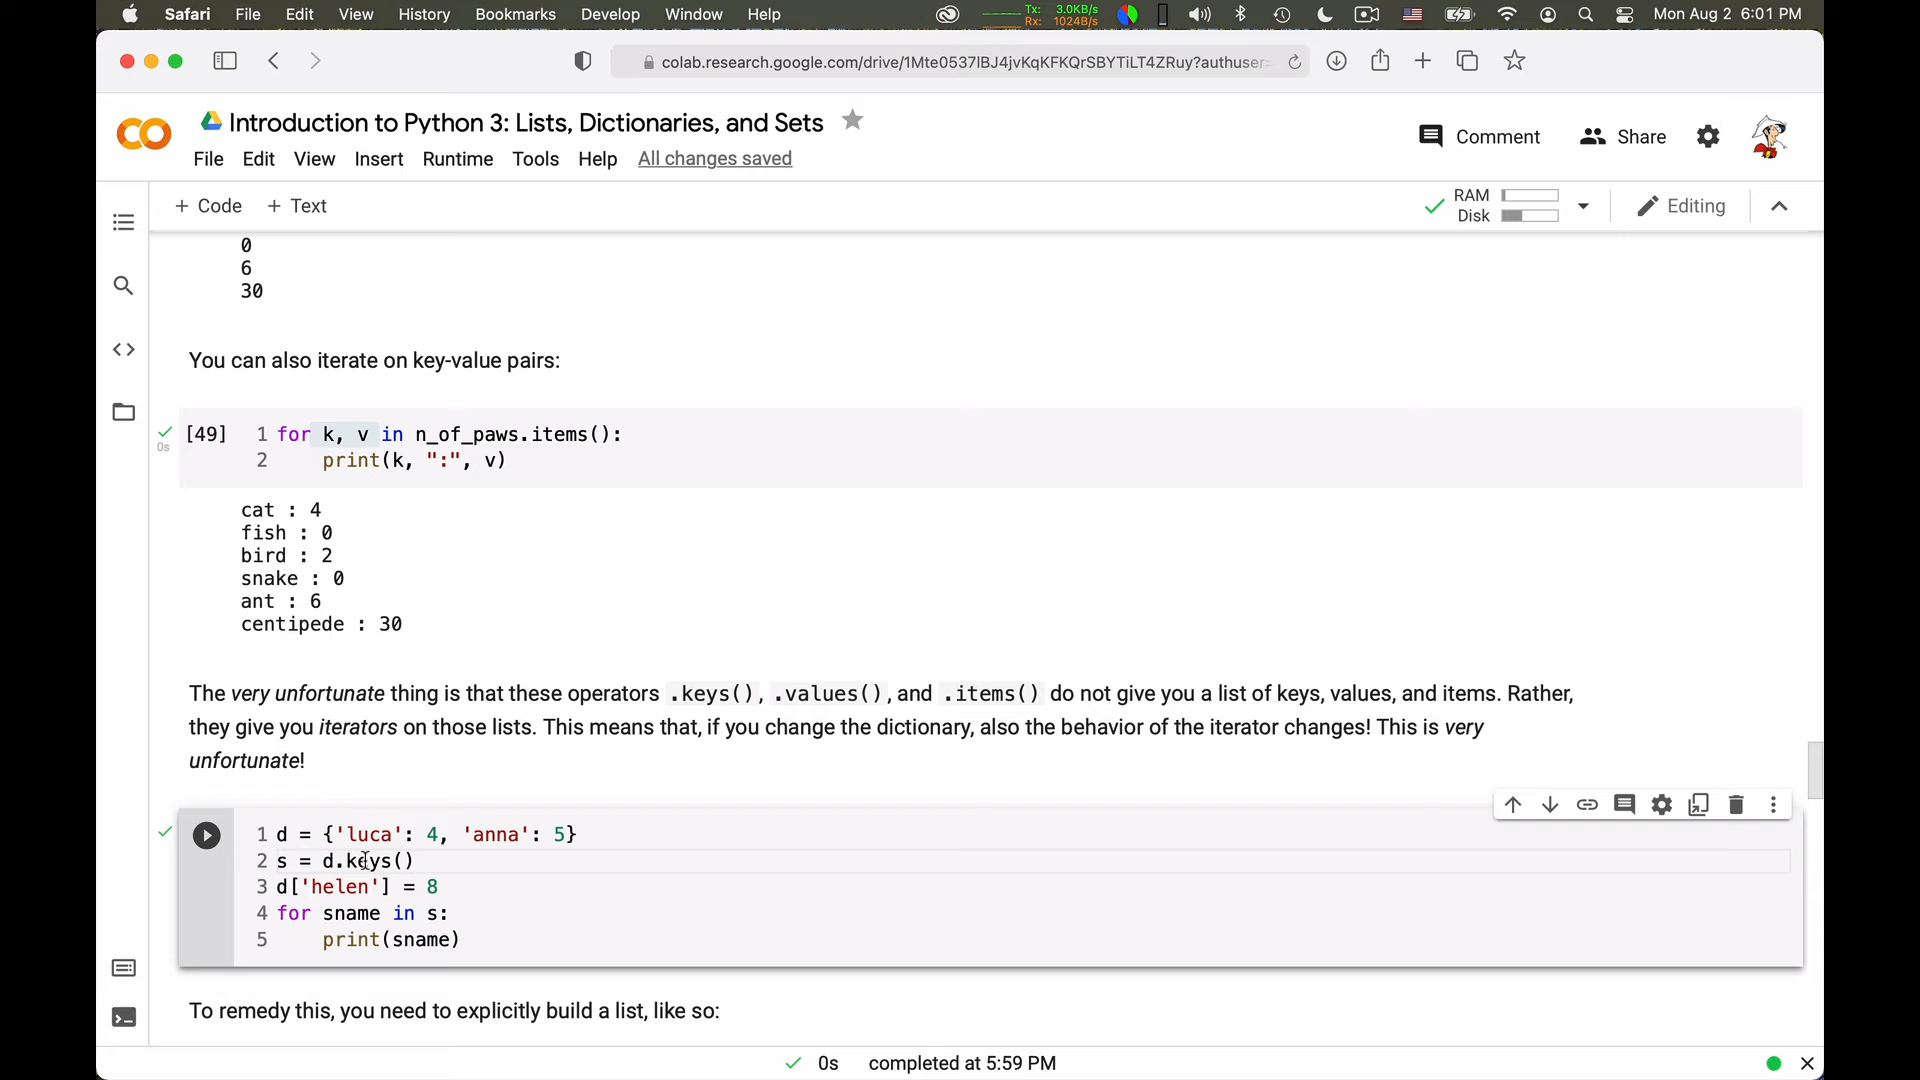 Safari File Edit View History Bookmarks Develop Window Help Tx: 3.0KB/s Rx: 1024B/s Mon Aug 2 6:01 PM
colab.research.google.com/drive/1Mte0537lBJ4jvKqKFKQrSBYTiLT4ZRuy?authuser=
Introduction to Python 3: Lists, Dictionaries, and Sets
Comment Share
File Edit View Insert Runtime Tools Help All changes saved
+ Code + Text RAM Disk Editing
0
6
30
You can also iterate on key-value pairs:
[49] 1 for k, v in n_of_paws.items():
0s
2 print(k, ":", v)
cat : 4
fish : 0
bird : 2
snake : 0
ant : 6
centipede : 30
The very unfortunate thing is that these operators .keys(), .values(), and .items() do not give you a list of keys, values, and items. Rather,
they give you iterators on those lists. This means that, if you change the dictionary, also the behavior of the iterator changes! This is very
unfortunate!
1 d = {'luca': 4, 'anna': 5}
2 s = d.keys()
3 d['helen'] = 8
4 for sname in s:
5 print(sname)
To remedy this, you need to explicitly build a list, like so:
0s completed at 5:59 PM